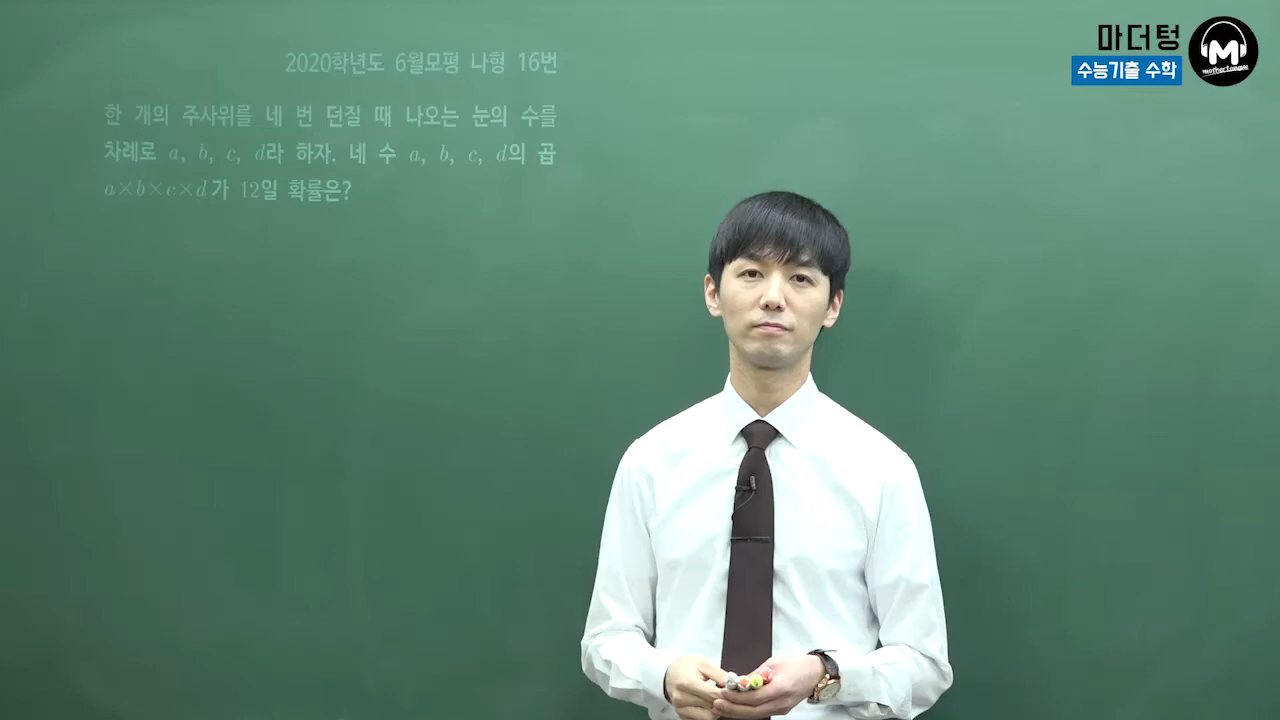 2020학년도 6월모평 나형 16번
한 개의 주사위를 네 번 던질 때 나오는 눈의 수를
차례로 a, b, c, d라 하자. 네 수 a, b, c, d의 곱
a×b×c×d가 12일 확률은?
마더텅
수능기출 수학
M
mothertongue